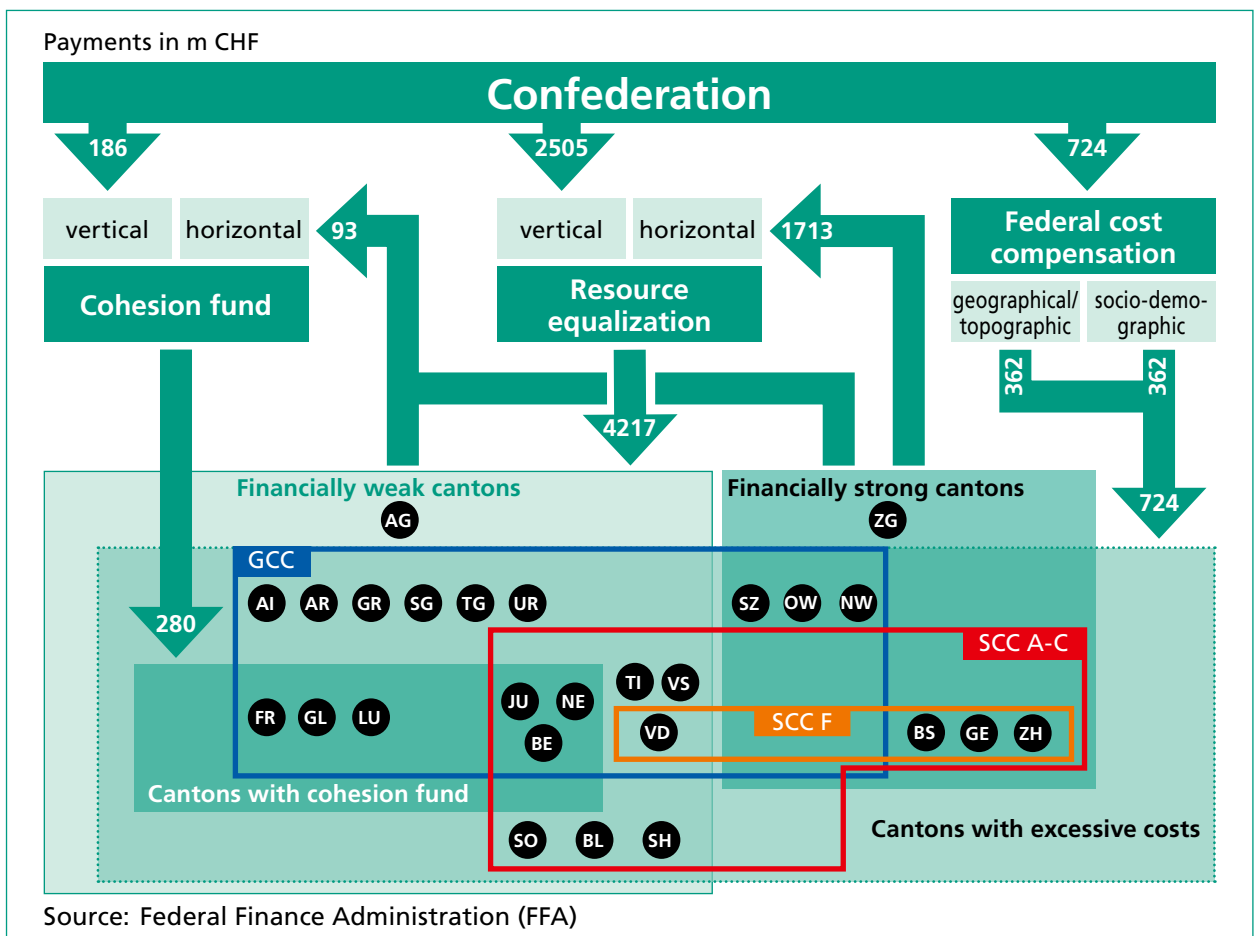 Payments in m CHF
Confederation
186
2505
724
vertical
horizontal
93
vertical
horizontal
1713
Federal cost
compensation
Cohesion fund
Resource
equalization
geographical/
topographic
socio-demo-
graphic
362
362
4217
Financially weak cantons
Financially strong cantons
724
AG
ZG
GCC
AI
AR
GR
SG
TG
UR
SZ
OW
NW
280
SCC A-C
TI
VS
JU
NE
FR
GL
LU
BE
VD
SCC F
BS
GE
ZH
Cantons with cohesion fund
Cantons with excessive costs
SO
BL
SH
Source: Federal Finance Administration (FFA)